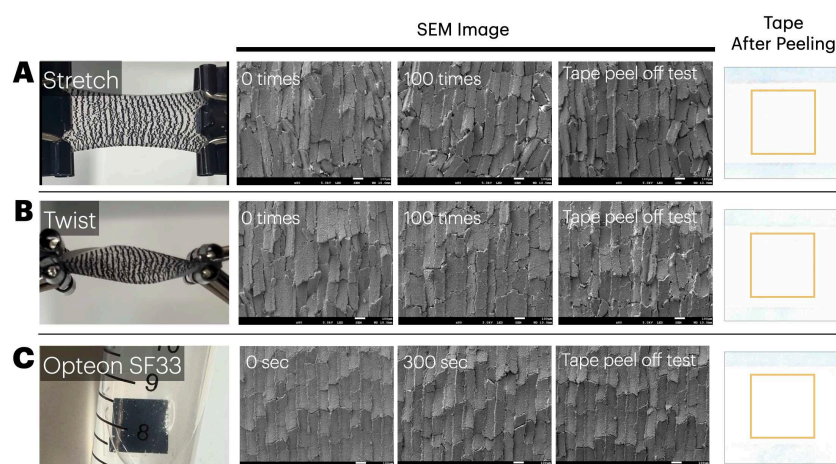 SEM Image
Tape
After Peeling
A
Stretch
0 times
100 times
Tape peel off test
B
Twist
0 times
100 times
Tape peel off test
C
Opteon SF33
0 sec
300 sec
Tape peel off test
10
9
8